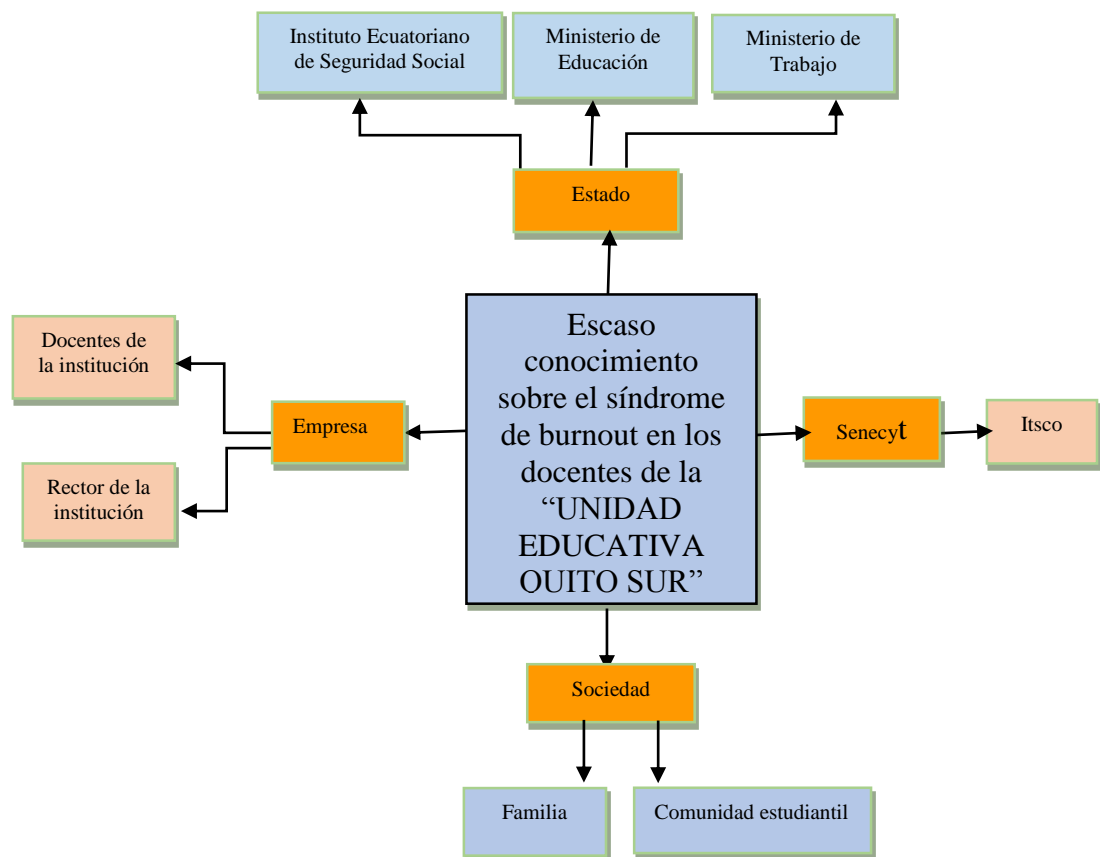 Instituto Ecuatoriano
de Seguridad Social
Ministerio de
Educación
Ministerio de
Trabajo
Estado
Escaso
conocimiento
sobre el síndrome
de burnout en los
docentes de la
“UNIDAD
EDUCATIVA
QUITO SUR”
Docentes de
la institución
Empresa
Rector de la
institución
Senecyt
Itsco
Sociedad
Familia
Comunidad estudiantil